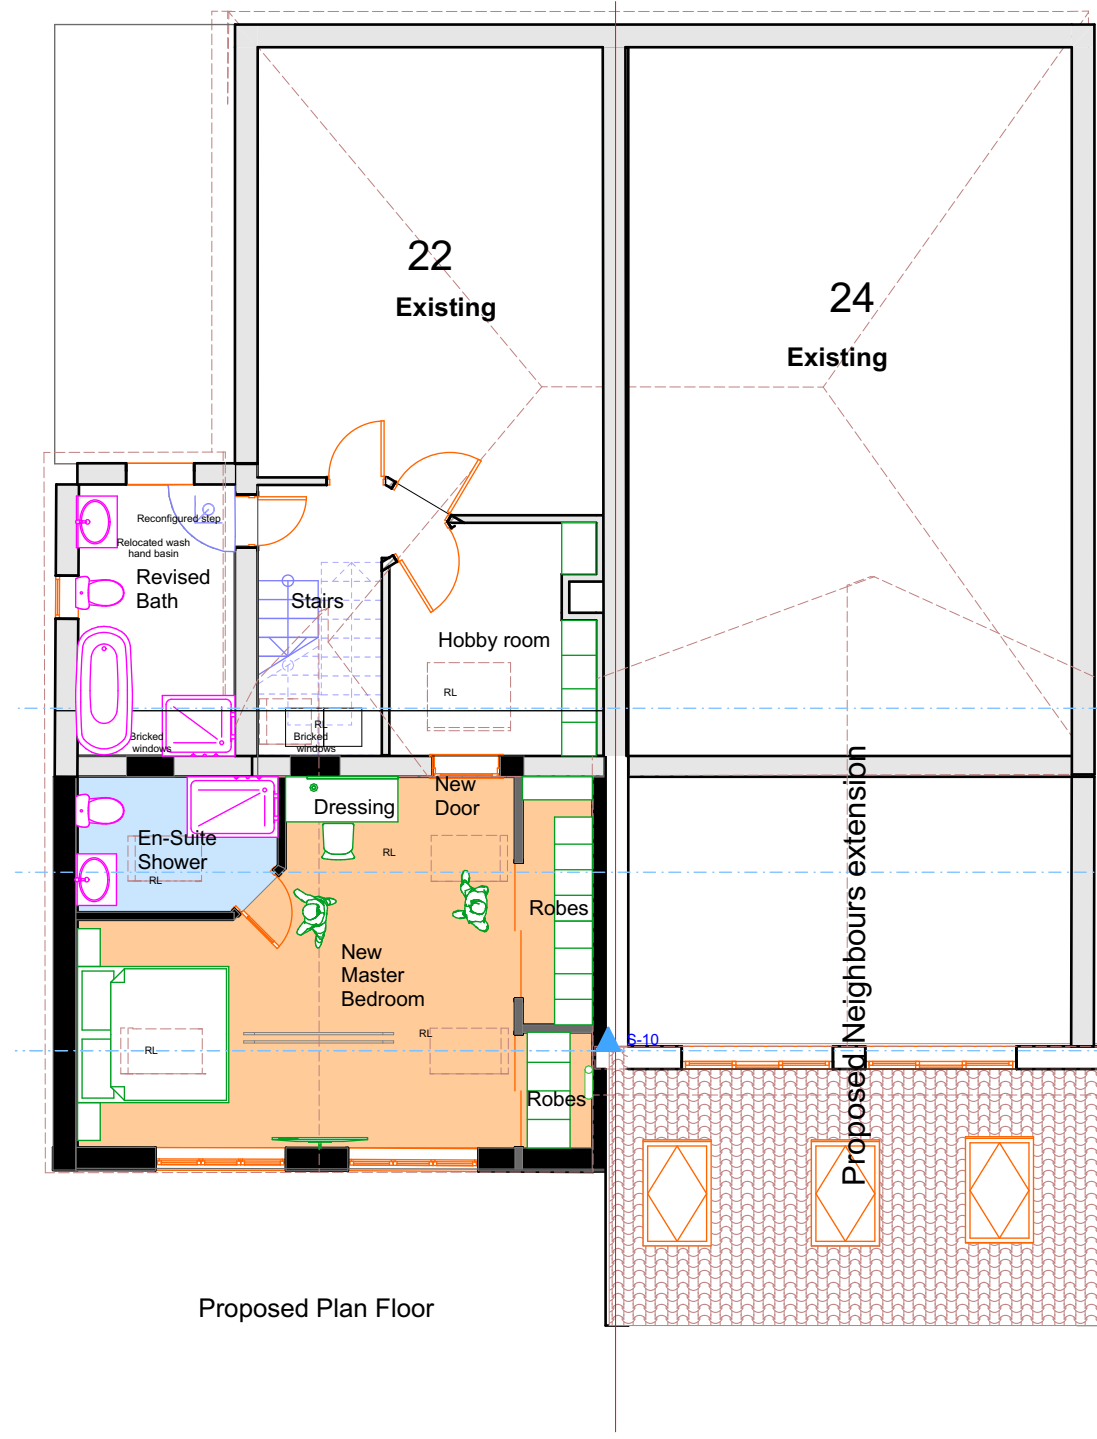 22
Existing
24
Existing
Reconfigured step
Relocated wash
hand basin
Revised
Bath
Stairs
Hobby room
RL
RL
Bricked
windows
Bricked
windows
New
Door
Dressing
En-Suite
Shower
RL
RL
Robes
New
Master
Bedroom
RL
RL
Robes
S-10
Proposed Neighbours extension
Proposed Plan Floor